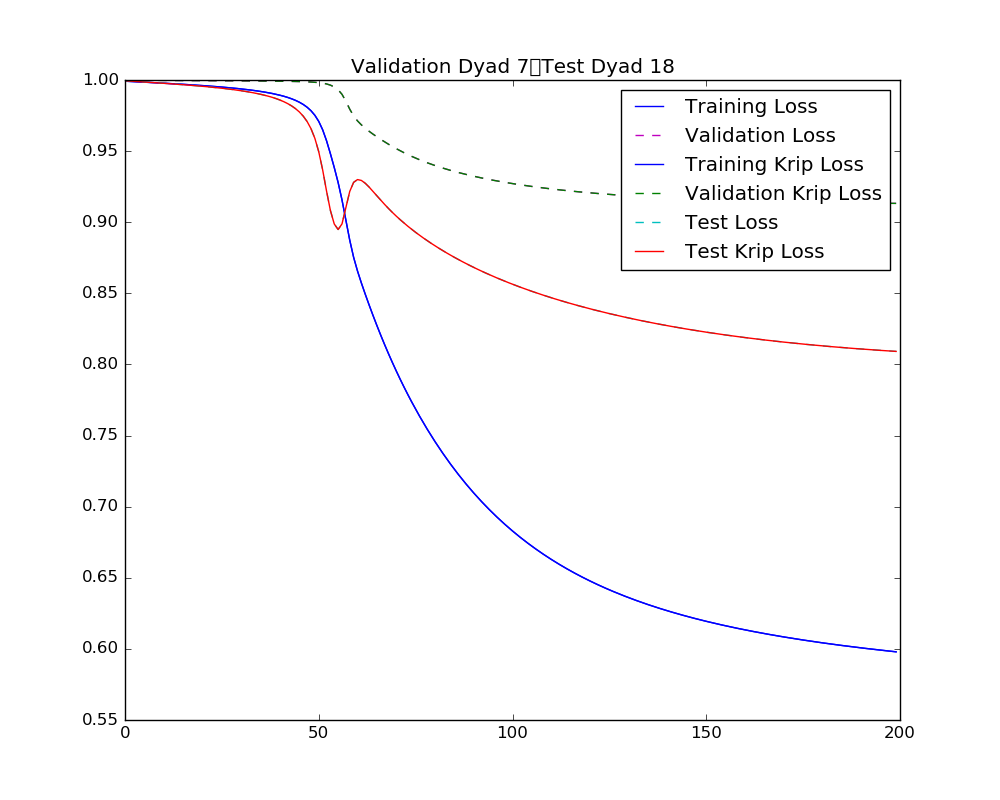 Validation Dyad 7▯Test Dyad 18
1.00
0.95
0.90
0.85
0.80
0.75
0.70
0.65
0.60
0.55
0
50
100
150
200
Training Loss
Validation Loss
Training Krip Loss
Validation Krip Loss
Test Loss
Test Krip Loss